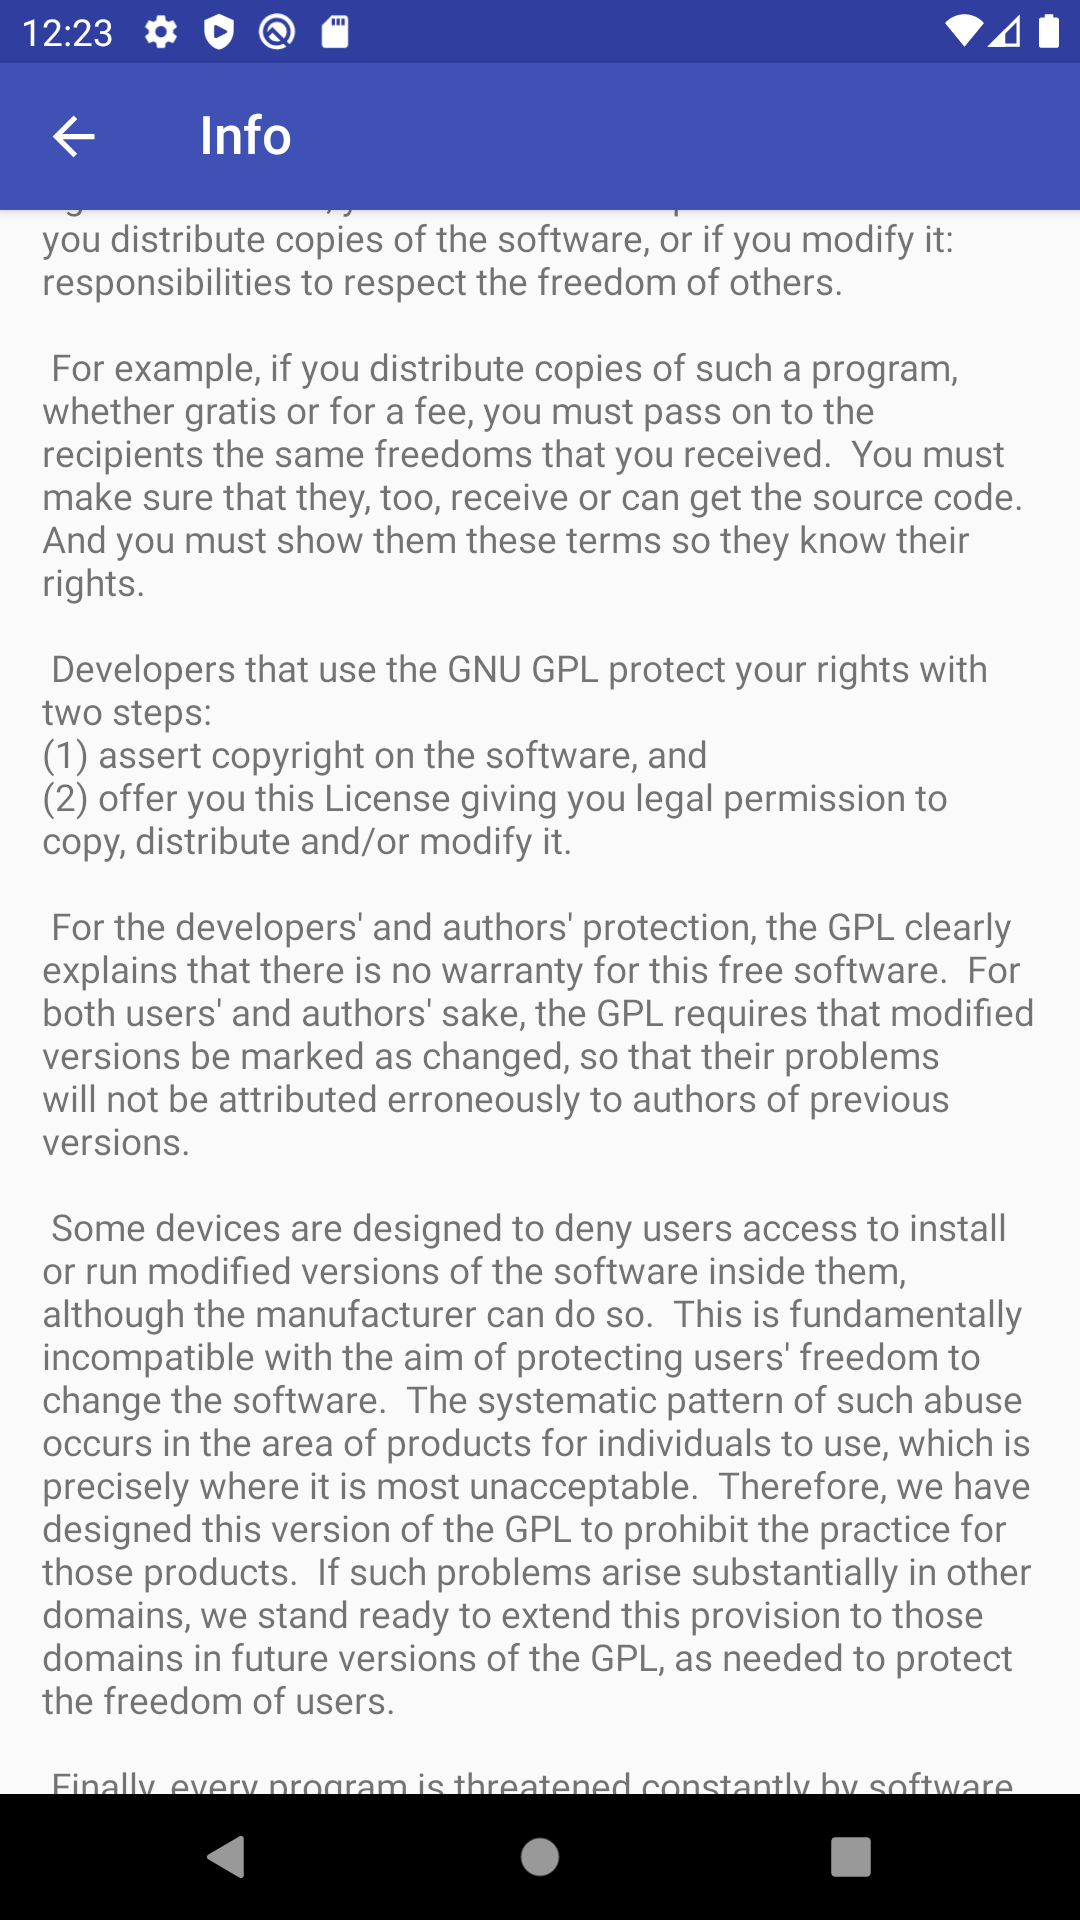 12:23
Info
you distribute copies of the software, or if you modify it:
responsibilities to respect the freedom of others.
For example, if you distribute copies of such a program,
whether gratis or for a fee, you must pass on to the
recipients the same freedoms that you received.  You must
make sure that they, too, receive or can get the source code.
And you must show them these terms so they know their
rights.
Developers that use the GNU GPL protect your rights with
two steps:
(1) assert copyright on the software, and
(2) offer you this License giving you legal permission to
copy, distribute and/or modify it.
For the developers' and authors' protection, the GPL clearly
explains that there is no warranty for this free software.  For
both users' and authors' sake, the GPL requires that modified
versions be marked as changed, so that their problems
will not be attributed erroneously to authors of previous
versions.
Some devices are designed to deny users access to install
or run modified versions of the software inside them,
although the manufacturer can do so.  This is fundamentally
incompatible with the aim of protecting users' freedom to
change the software.  The systematic pattern of such abuse
occurs in the area of products for individuals to use, which is
precisely where it is most unacceptable.  Therefore, we have
designed this version of the GPL to prohibit the practice for
those products.  If such problems arise substantially in other
domains, we stand ready to extend this provision to those
domains in future versions of the GPL, as needed to protect
the freedom of users.
Finally, every program is threatened constantly by software